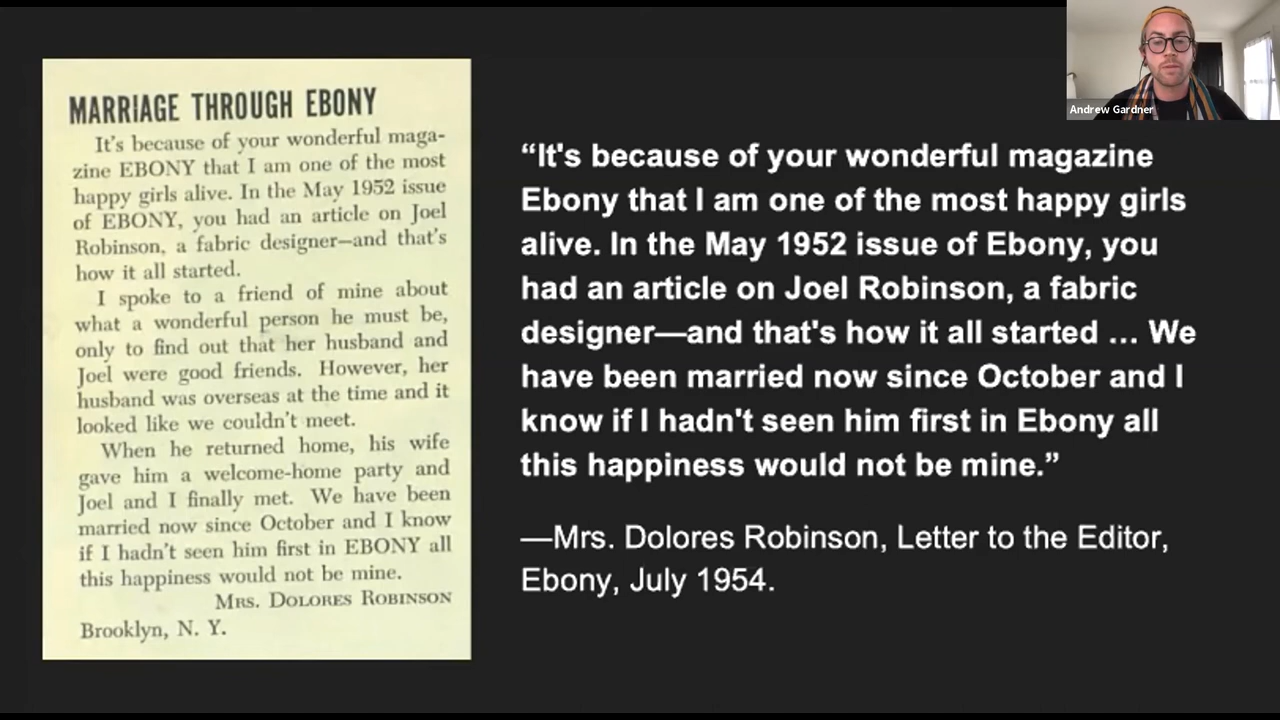 MARRIAGE THROUGH EBONY
It's because of your wonderful maga-
zine EBONY that I am one of the most
happy girls alive. In the May 1952 issue
of EBONY, you had an article on Joel
Robinson, a fabric designer—and that's
how it all started.
I spoke to a friend of mine about
what a wonderful person he must be,
only to find out that her husband and
Joel were good friends. However, her
husband was overseas at the time and it
looked like we couldn't meet.
When he returned home, his wife
gave him a welcome-home party and
Joel and I finally met. We have been
married now since October and I know
if I hadn't seen him first in EBONY all
this happiness would not be mine.
MRS. DOLORES ROBINSON
Brooklyn, N. Y.
“It's because of your wonderful magazine
Ebony that I am one of the most happy girls
alive. In the May 1952 issue of Ebony, you
had an article on Joel Robinson, a fabric
designer—and that's how it all started ... We
have been married now since October and I
know if I hadn't seen him first in Ebony all
this happiness would not be mine.”
—Mrs. Dolores Robinson, Letter to the Editor,
Ebony, July 1954.
Andrew Gardner